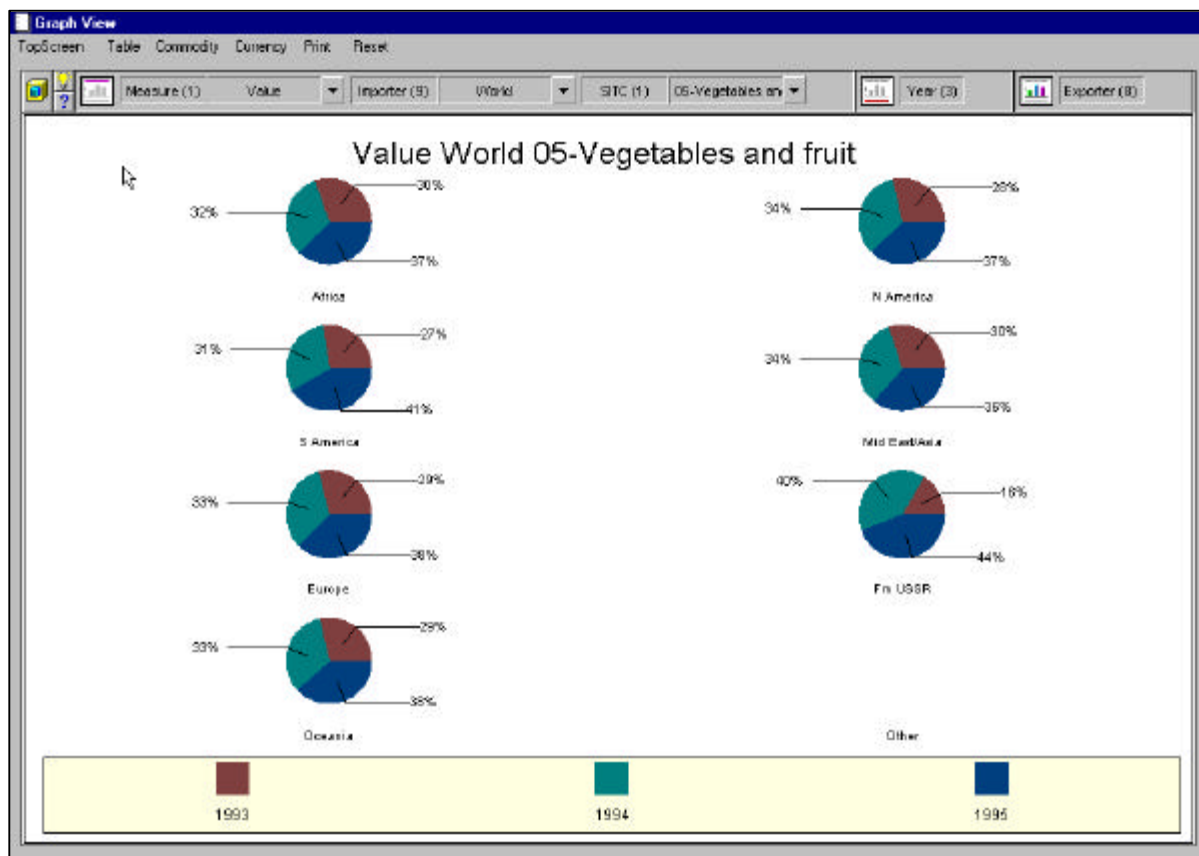 Graph View
TopScreen Table Commodity Currency Print Reset
? Measure (1) Value Importer (9) World SITC (1) 05-Vegetables an Year (3) Exporter (8)
Value World 05-Vegetables and fruit
30% 28%
32% 34%
37% 37%
Africa N America
27% 30%
31% 34%
41%
S America Mid East/Asia
29% 40%
33% 16%
38% 44%
Europe Fm USSR
29%
33%
38%
Oceania Other
1993 1994 1995